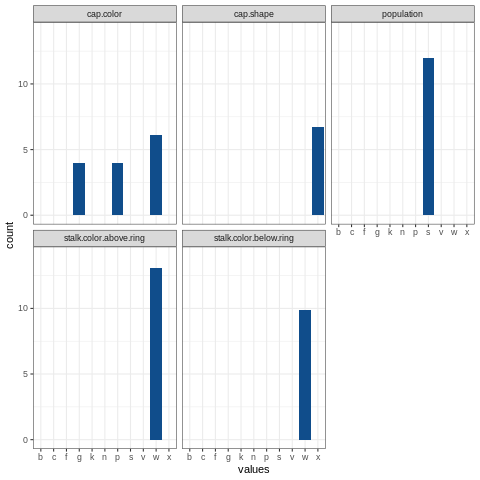 cap.color cap.shape population
10
5
0
b c f g k n p s v w x
stalk.color.above.ring stalk.color.below.ring
10
5
0
b c f g k n p s v w x b c f g k n p s v w x
values
count